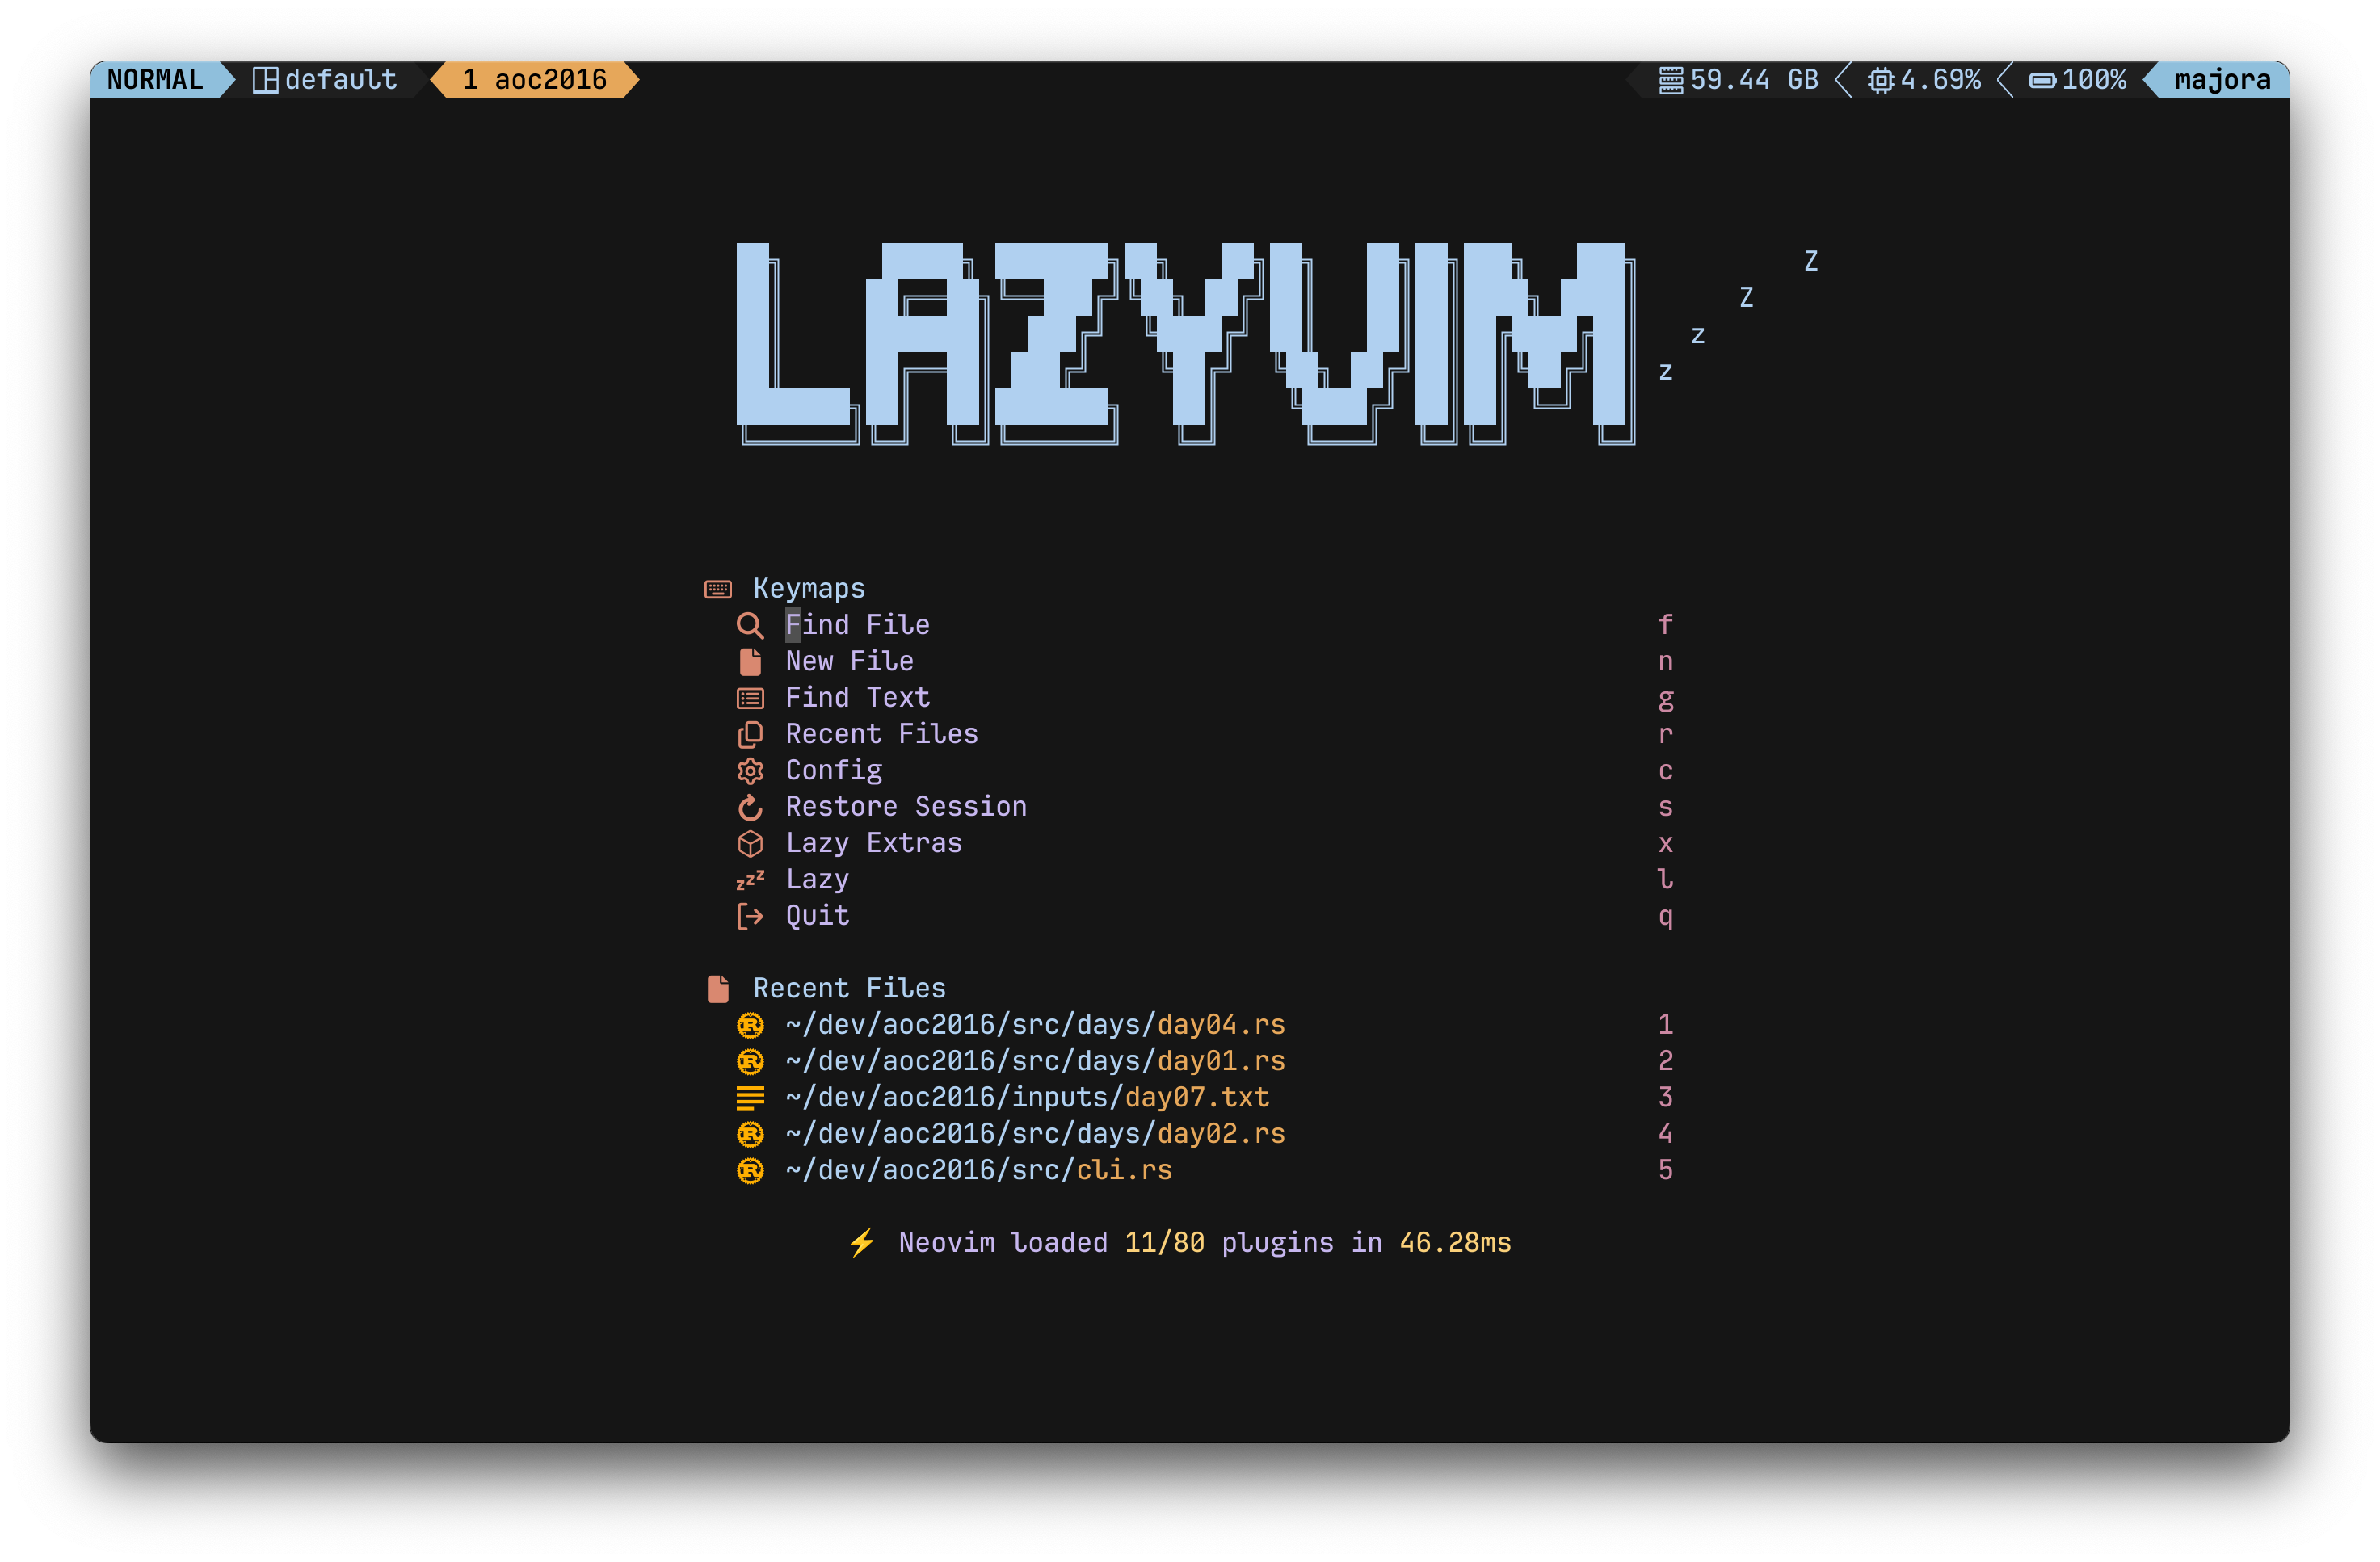 NORMAL default 1 aoc2016 59.44 GB 4.69% 100% majora
LAZYVIM
Z
Z
z
z
Keymaps
Find File f
New File n
Find Text g
Recent Files r
Config c
Restore Session s
Lazy Extras x
Lazy l
Quit q
Recent Files
~/dev/aoc2016/src/days/day04.rs 1
~/dev/aoc2016/src/days/day01.rs 2
~/dev/aoc2016/inputs/day07.txt 3
~/dev/aoc2016/src/days/day02.rs 4
~/dev/aoc2016/src/cli.rs 5
⚡ Neovim loaded 11/80 plugins in 46.28ms